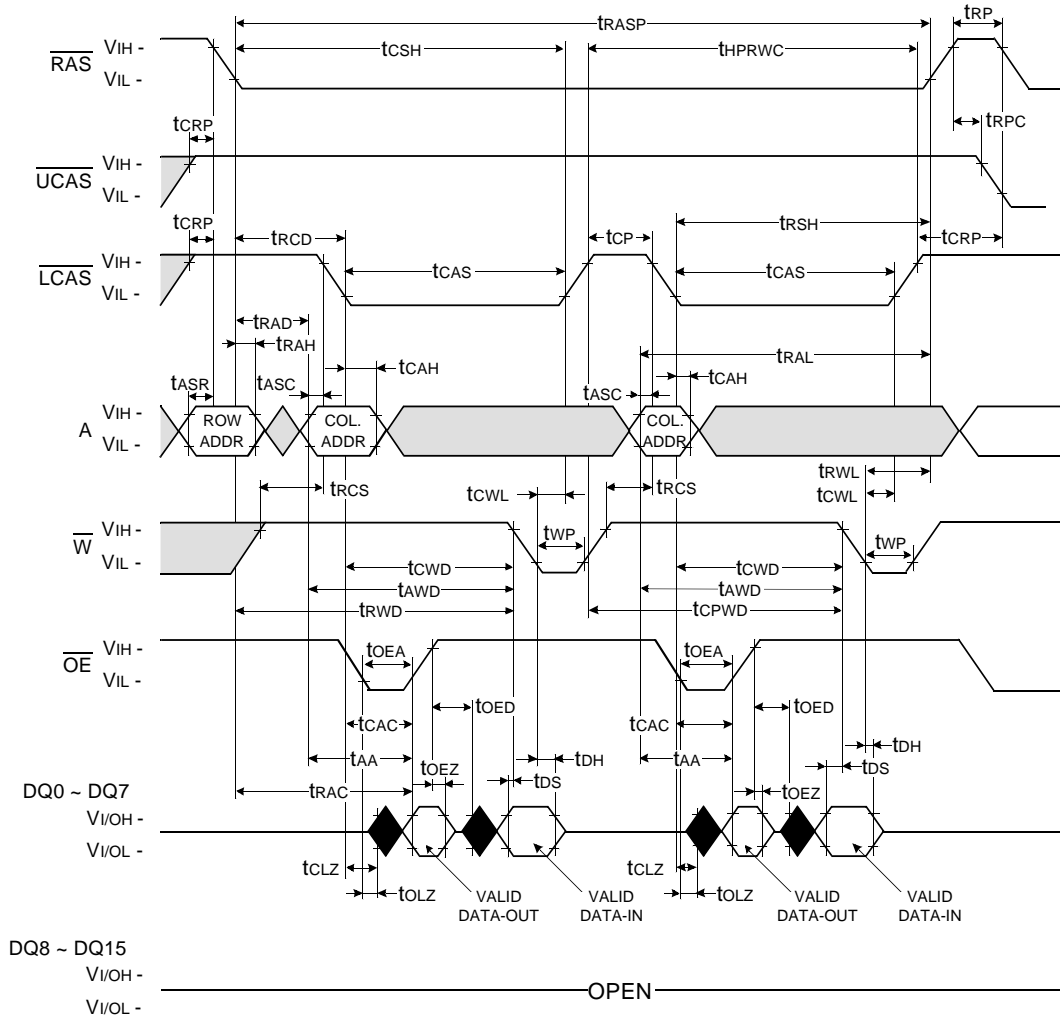 tRASP
tRP
tCSH
tHPRWC
RAS
VIH -
VIL -
tCRP
tRPC
UCAS
VIH -
VIL -
tCRP
tRCD
tCP
tRSH
tCRP
LCAS
VIH -
VIL -
tCAS
tCAS
tRAD
tRAH
tCAH
tRAL
tCAH
tASR
tASC
tASC
A
VIH -
VIL -
ROW
ADDR
COL.
ADDR
COL.
ADDR
tRCS
tCWL
tRCS
tRWL
tCWL
W
VIH -
VIL -
tWP
tWP
tCWD
tCWD
tAWD
tAWD
tRWD
tCPWD
OE
VIH -
VIL -
tOEA
tOEA
tOED
tOED
tCAC
tCAC
tAA
tDH
tAA
tDH
tOEZ
tDS
tOEZ
tDS
tRAC
DQ0 ~ DQ7
VI/OH -
VI/OL -
tCLZ
tCLZ
tOLZ
tOLZ
VALID
DATA-OUT
VALID
DATA-IN
VALID
DATA-OUT
VALID
DATA-IN
DQ8 ~ DQ15
VI/OH -
OPEN
VI/OL -